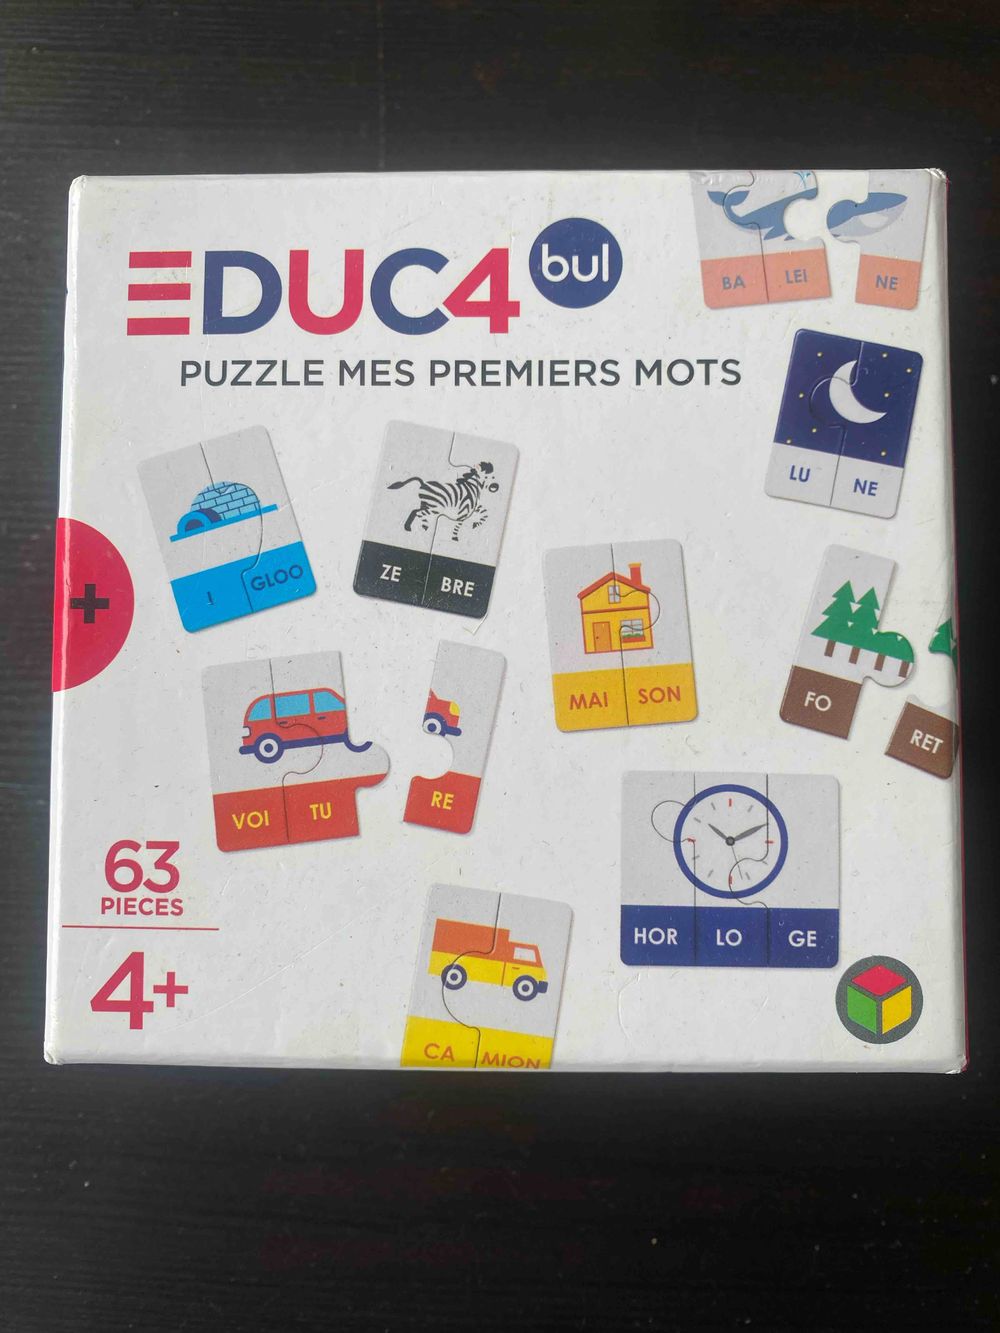 EDUC4
bul
PUZZLE MES PREMIERS MOTS
BA LEI NE
LU NE
I GLOO
ZE BRE
MAI SON
FO RET
VOI TU RE
HOR LO GE
CA MION
+
63
PIECES
4+